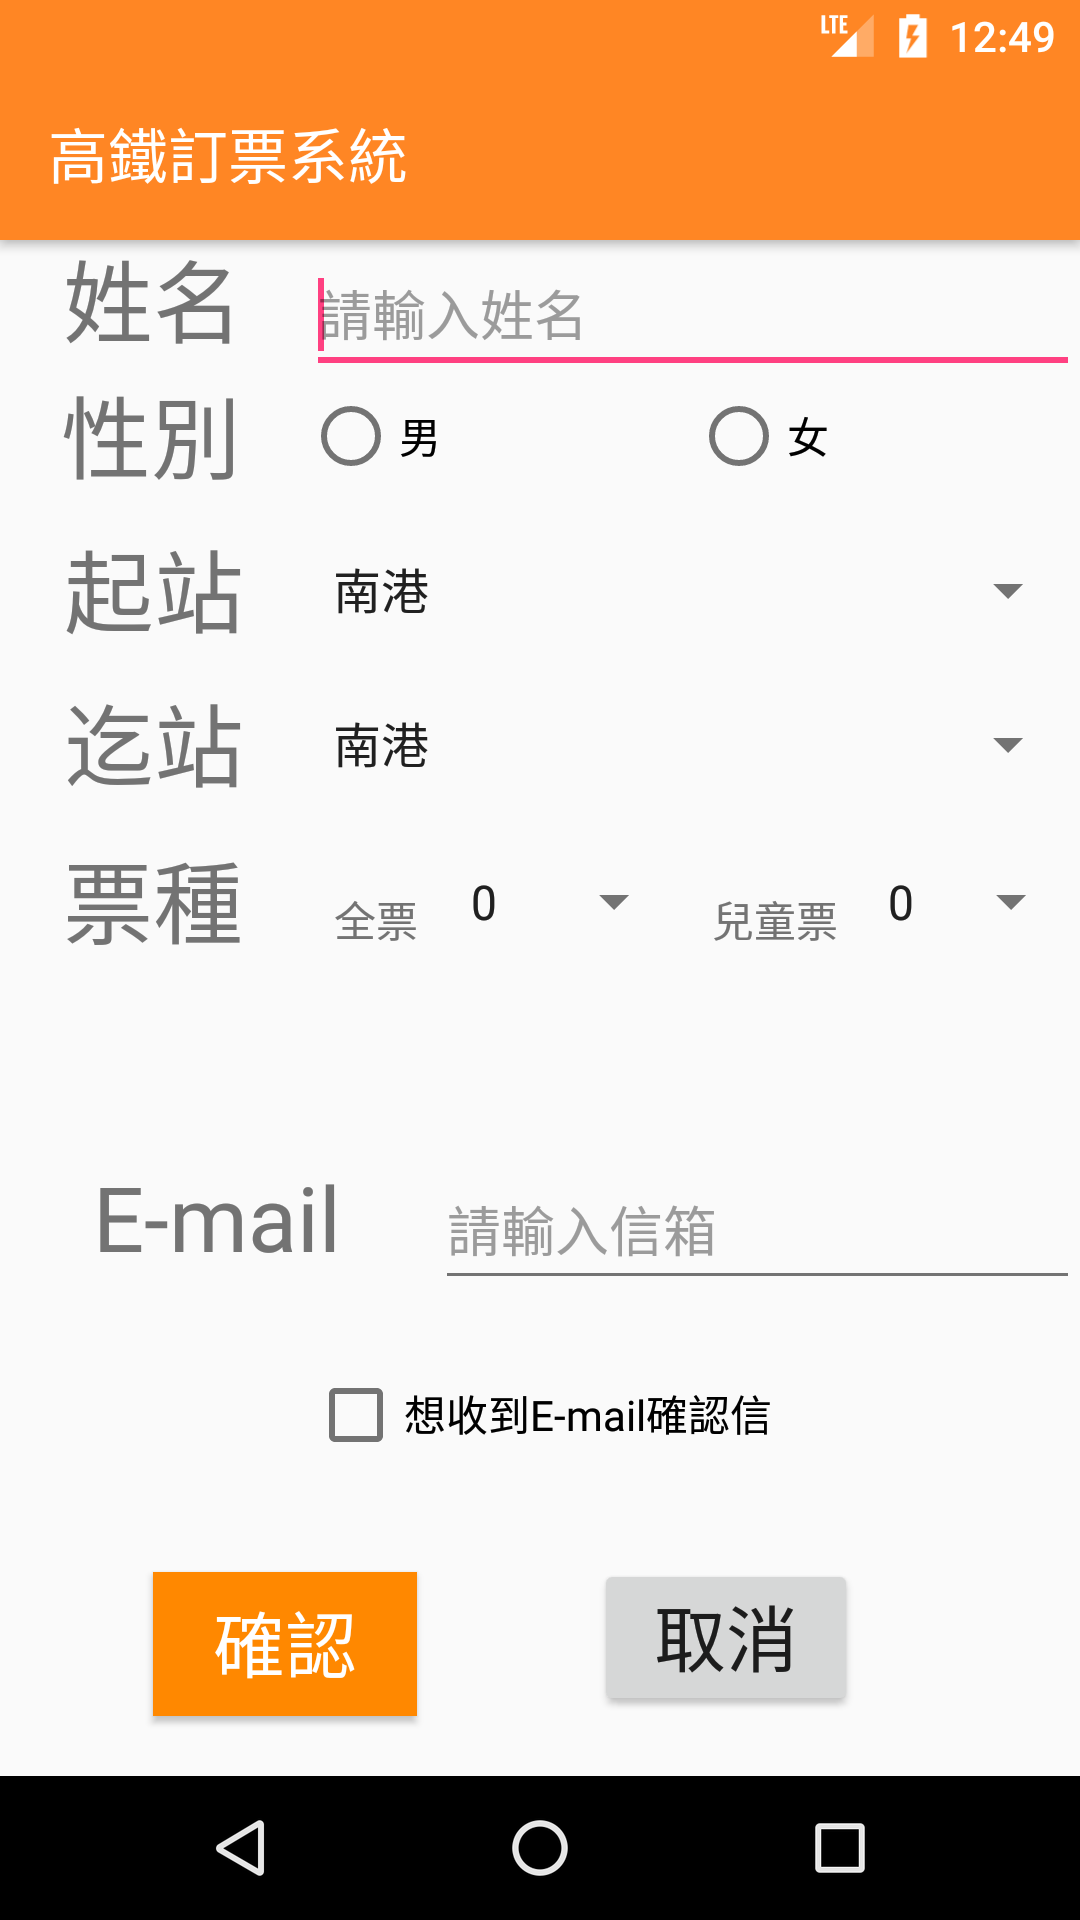 LTE 12:49
高鐵訂票系統
姓名 請輸入姓名
性別 男 女
起站 南港
迄站 南港
票種 全票 0 兒童票 0
E-mail 請輸入信箱
想收到E-mail確認信
確認 取消